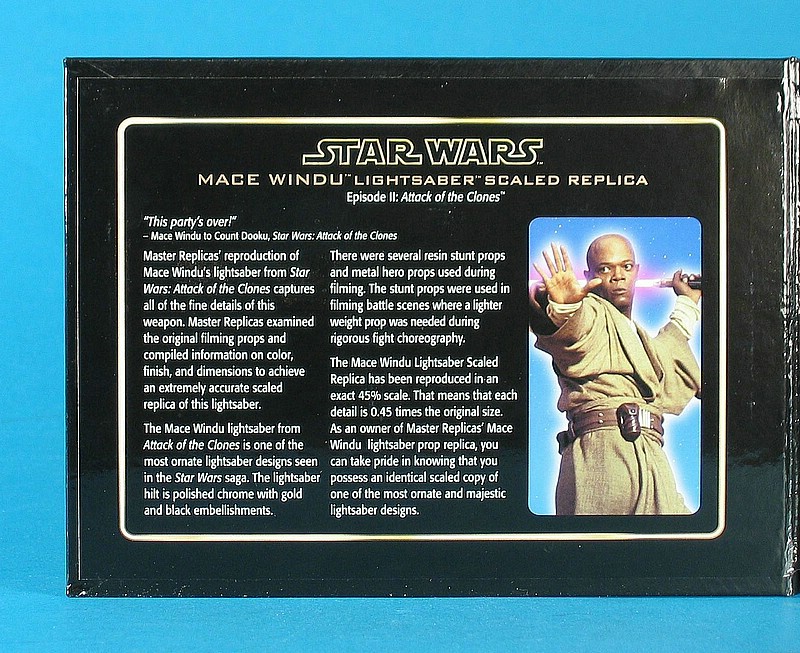 STAR WARS™
MACE WINDU™ LIGHTSABER™ SCALED REPLICA
Episode II: Attack of the Clones™
"This party's over!"
– Mace Windu to Count Dooku, Star Wars: Attack of the Clones
Master Replicas' reproduction of
Mace Windu's lightsaber from Star
Wars: Attack of the Clones captures
all of the fine details of this
weapon. Master Replicas examined
the original filming props and
compiled information on color,
finish, and dimensions to achieve
an extremely accurate scaled
replica of this lightsaber.
The Mace Windu lightsaber from
Attack of the Clones is one of the
most ornate lightsaber designs seen
in the Star Wars saga. The lightsaber
hilt is polished chrome with gold
and black embellishments.
There were several resin stunt props
and metal hero props used during
filming. The stunt props were used in
filming battle scenes where a lighter
weight prop was needed during
rigorous fight choreography.
The Mace Windu Lightsaber Scaled
Replica has been reproduced in an
exact 45% scale. That means that each
detail is 0.45 times the original size.
As an owner of Master Replicas' Mace
Windu lightsaber prop replica, you
can take pride in knowing that you
possess an identical scaled copy of
one of the most ornate and majestic
lightsaber designs.